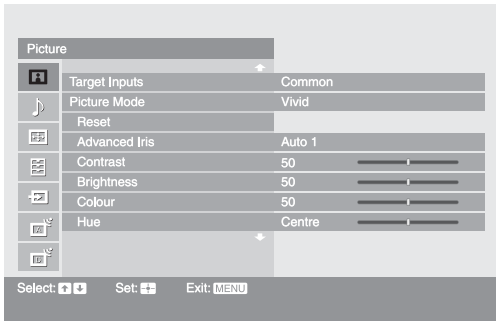 Picture
Target Inputs Common
Picture Mode Vivid
Reset
Advanced Iris Auto 1
Contrast 50
Brightness 50
Colour 50
Hue Centre
Select: Set: Exit: MENU